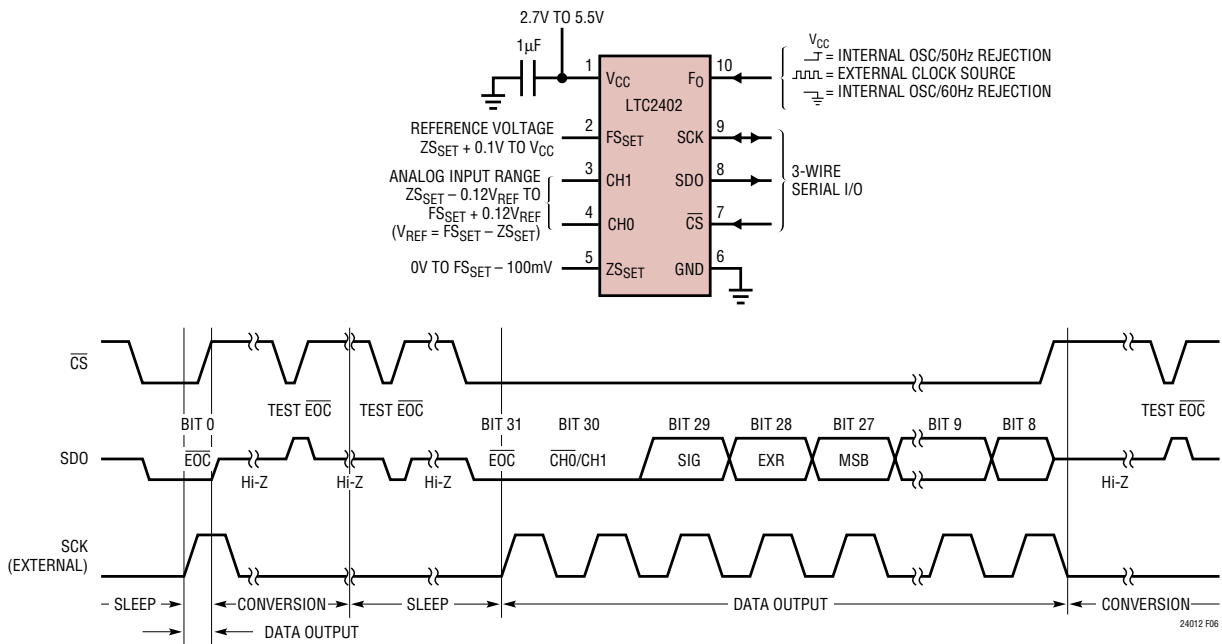 2.7V TO 5.5V
1µF
1
VCC
FO
10
VCC
= INTERNAL OSC/50Hz REJECTION
= EXTERNAL CLOCK SOURCE
= INTERNAL OSC/60Hz REJECTION
LTC2402
REFERENCE VOLTAGE
ZSSET + 0.1V TO VCC
2
FSSET
SCK
9
ANALOG INPUT RANGE
ZSSET – 0.12VREF TO
FSSET + 0.12VREF
(VREF = FSSET – ZSSET)
3
CH1
SDO
8
3-WIRE
SERIAL I/O
4
CH0
CS
7
0V TO FSSET – 100mV
5
ZSSET
GND
6
CS
TEST EOC
TEST EOC
TEST EOC
BIT 0
BIT 31
BIT 30
BIT 29
BIT 28
BIT 27
BIT 9
BIT 8
SDO
EOC
EOC
CH0/CH1
SIG
EXR
MSB
Hi-Z
Hi-Z
Hi-Z
Hi-Z
SCK
(EXTERNAL)
SLEEP
CONVERSION
SLEEP
DATA OUTPUT
CONVERSION
DATA OUTPUT
24012 F06